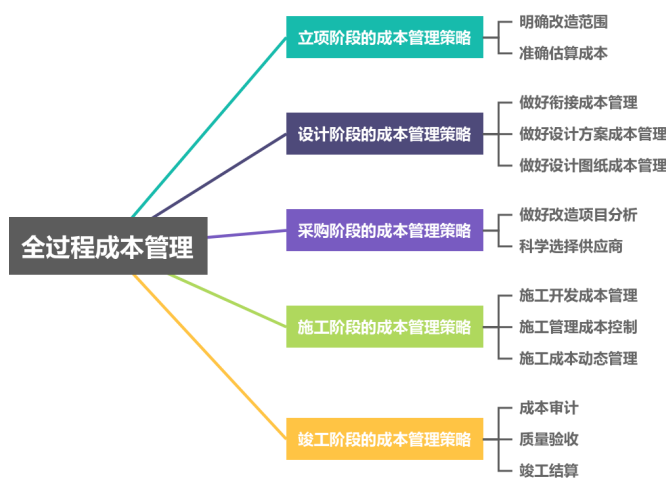 全过程成本管理
立项阶段的成本管理策略
明确改造范围
准确估算成本
设计阶段的成本管理策略
做好衔接成本管理
做好设计方案成本管理
做好设计图纸成本管理
采购阶段的成本管理策略
做好改造项目分析
科学选择供应商
施工阶段的成本管理策略
施工开发成本管理
施工管理成本控制
施工成本动态管理
竣工阶段的成本管理策略
成本审计
质量验收
竣工结算